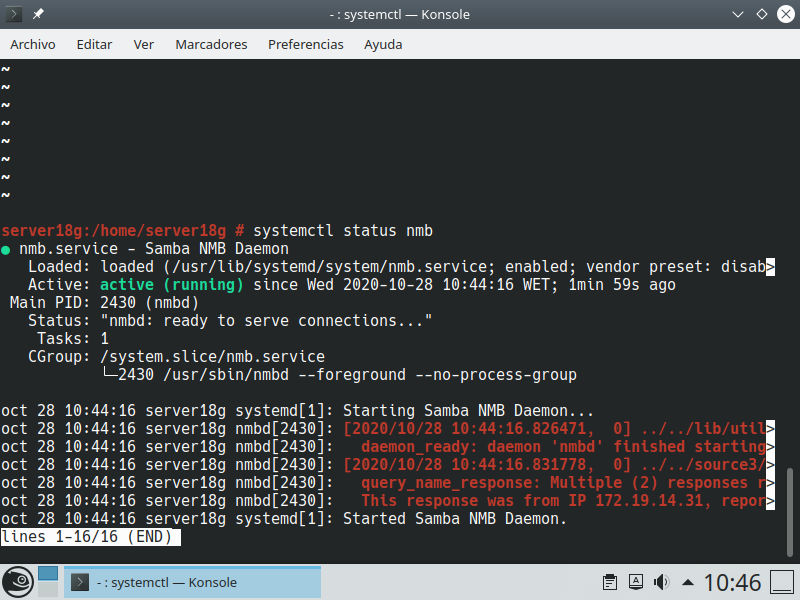 - : systemctl — Konsole
Archivo Editar Ver Marcadores Preferencias Ayuda
~
~
~
~
~
~
~
~
server18g:/home/server18g # systemctl status nmb
● nmb.service - Samba NMB Daemon
   Loaded: loaded (/usr/lib/systemd/system/nmb.service; enabled; vendor preset: disab>
   Active: active (running) since Wed 2020-10-28 10:44:16 WET; 1min 59s ago
 Main PID: 2430 (nmbd)
   Status: "nmbd: ready to serve connections..."
    Tasks: 1
   CGroup: /system.slice/nmb.service
           └─2430 /usr/sbin/nmbd --foreground --no-process-group
oct 28 10:44:16 server18g systemd[1]: Starting Samba NMB Daemon...
oct 28 10:44:16 server18g nmbd[2430]: [2020/10/28 10:44:16.826471,  0] ../../lib/util>
oct 28 10:44:16 server18g nmbd[2430]:   daemon_ready: daemon 'nmbd' finished starting>
oct 28 10:44:16 server18g nmbd[2430]: [2020/10/28 10:44:16.831778,  0] ../../source3/>
oct 28 10:44:16 server18g nmbd[2430]:   query_name_response: Multiple (2) responses r>
oct 28 10:44:16 server18g nmbd[2430]:   This response was from IP 172.19.14.31, repor>
oct 28 10:44:16 server18g systemd[1]: Started Samba NMB Daemon.
lines 1-16/16 (END)
- : systemctl — Konsole
10:46